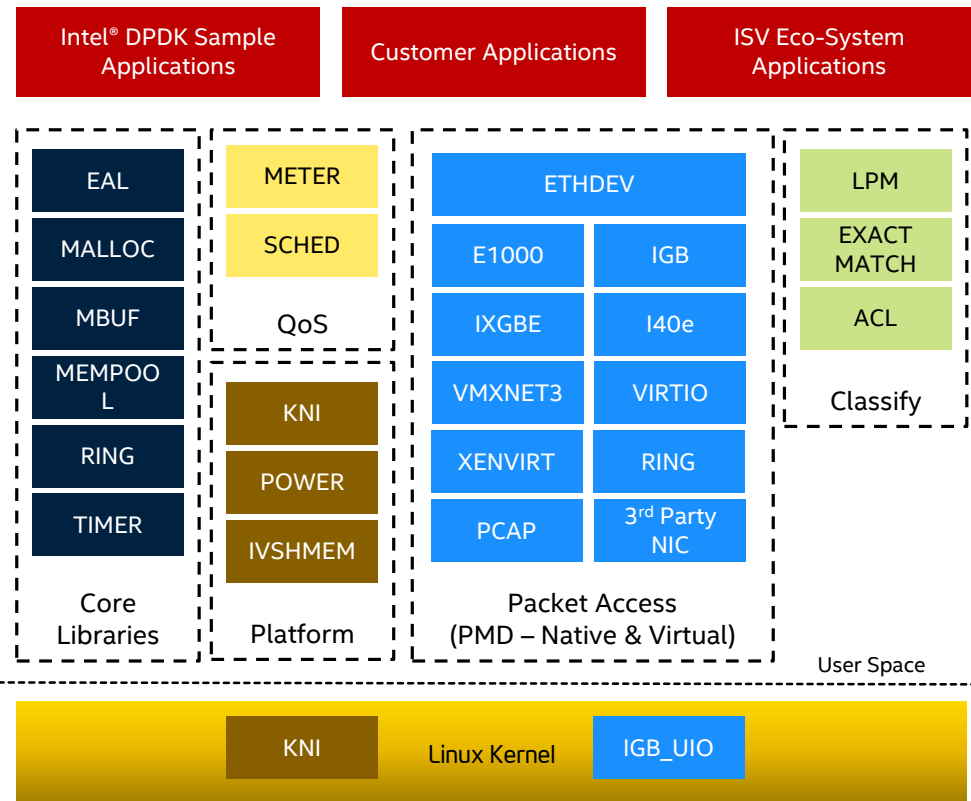 Intel® DPDK Sample
Applications
Customer Applications
ISV Eco-System
Applications
EAL
MALLOC
MBUF
MEMPOO
L
RING
TIMER
Core
Libraries
METER
SCHED
QoS
KNI
POWER
IVSHMEM
Platform
ETHDEV
E1000
IGB
IXGBE
I40e
VMXNET3
VIRTIO
XENVIRT
RING
PCAP
3rd Party
NIC
Packet Access
(PMD – Native & Virtual)
LPM
EXACT
MATCH
ACL
Classify
User Space
KNI
Linux Kernel
IGB_UIO